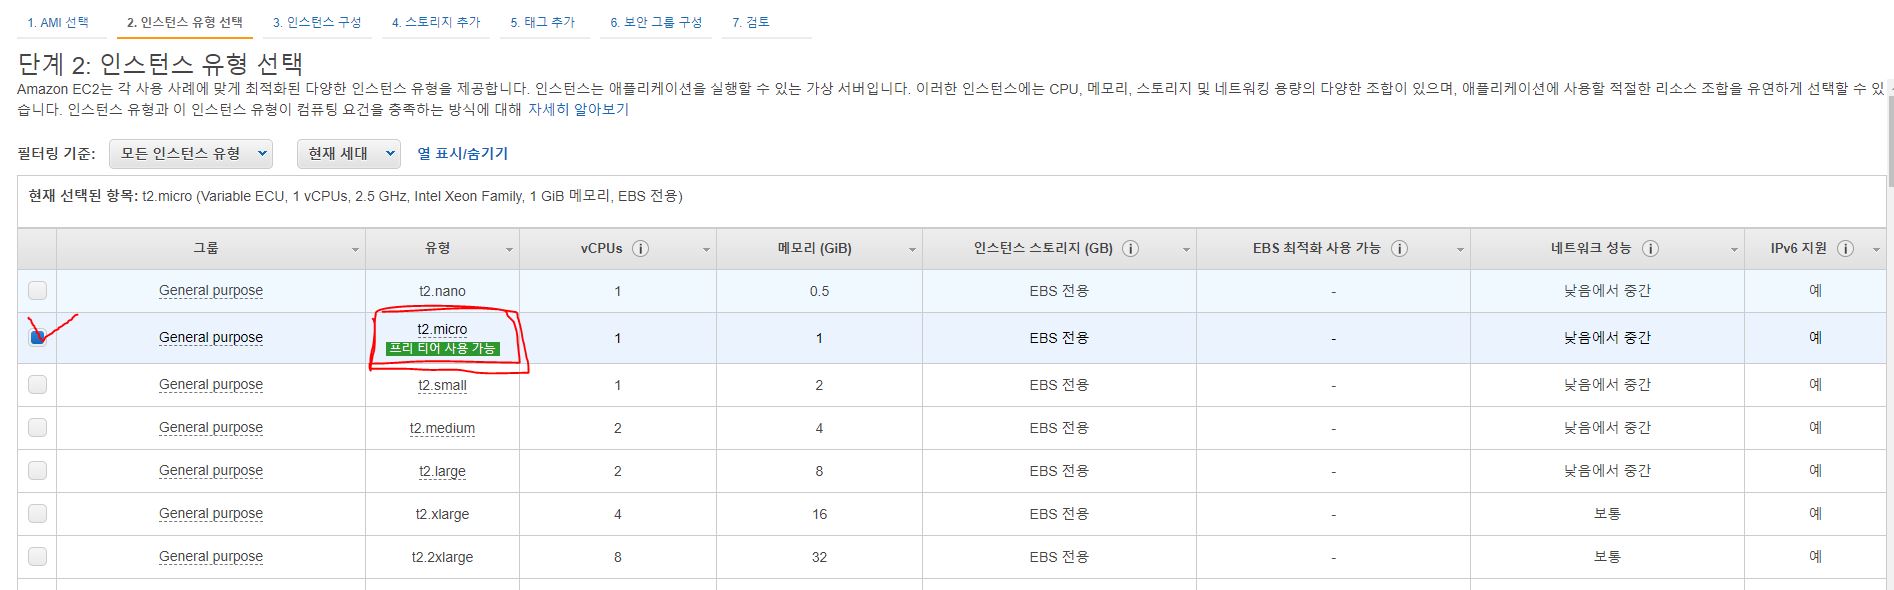 1. AMI 선택 2. 인스턴스 유형 선택 3. 인스턴스 구성 4. 스토리지 추가 5. 태그 추가 6. 보안 그룹 구성 7. 검토
단계 2: 인스턴스 유형 선택
Amazon EC2는 각 사용 사례에 맞게 최적화된 다양한 인스턴스 유형을 제공합니다. 인스턴스는 애플리케이션을 실행할 수 있는 가상 서버입니다. 이러한 인스턴스에는 CPU, 메모리, 스토리지 및 네트워킹 용량의 다양한 조합이 있으며, 애플리케이션에 사용할 적절한 리소스 조합을 유연하게 선택할 수 있
습니다. 인스턴스 유형과 이 인스턴스 유형이 컴퓨팅 요건을 충족하는 방식에 대해 자세히 알아보기
필터링 기준: 모든 인스턴스 유형 현재 세대 열 표시/숨기기
현재 선택된 항목: t2.micro (Variable ECU, 1 vCPUs, 2.5 GHz, Intel Xeon Family, 1 GiB 메모리, EBS 전용)
그룹 유형 vCPUs 메모리 (GiB) 인스턴스 스토리지 (GB) EBS 최적화 사용 가능 네트워크 성능 IPv6 지원
General purpose t2.nano 1 0.5 EBS 전용 - 낮음에서 중간 예
General purpose t2.micro 1 1 EBS 전용 - 낮음에서 중간 예
프리 티어 사용 가능
General purpose t2.small 1 2 EBS 전용 - 낮음에서 중간 예
General purpose t2.medium 2 4 EBS 전용 - 낮음에서 중간 예
General purpose t2.large 2 8 EBS 전용 - 낮음에서 중간 예
General purpose t2.xlarge 4 16 EBS 전용 - 보통 예
General purpose t2.2xlarge 8 32 EBS 전용 - 보통 예